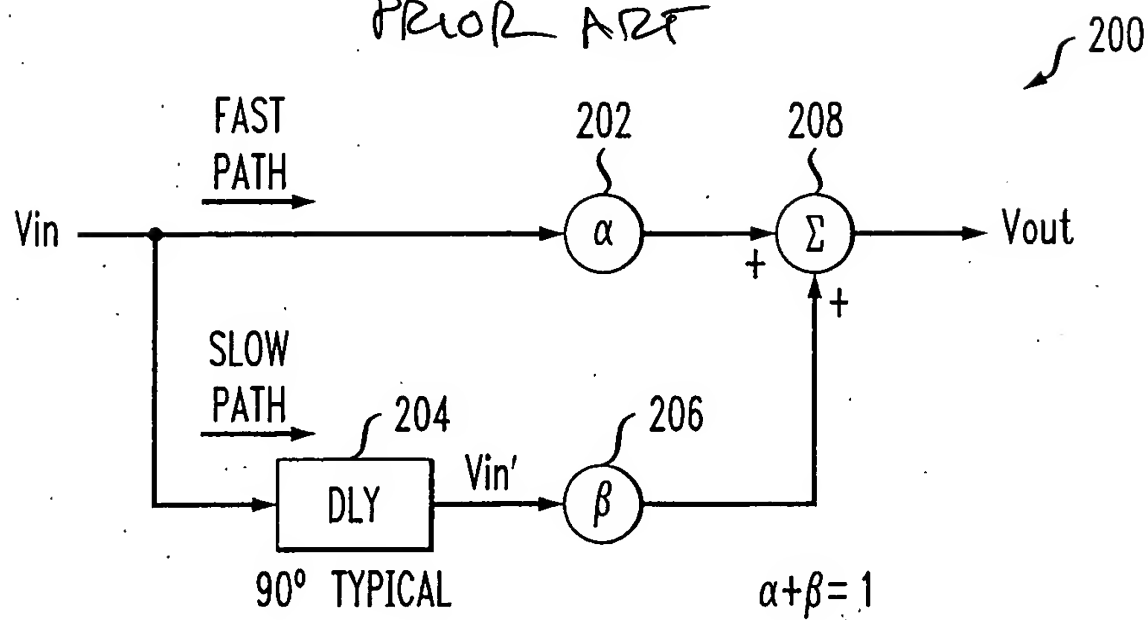 PRIOR ART
200
FAST
PATH
202
208
Vin
α
Σ
Vout
+
+
SLOW
PATH
204
Vin'
206
DLY
β
90° TYPICAL
α+β= 1